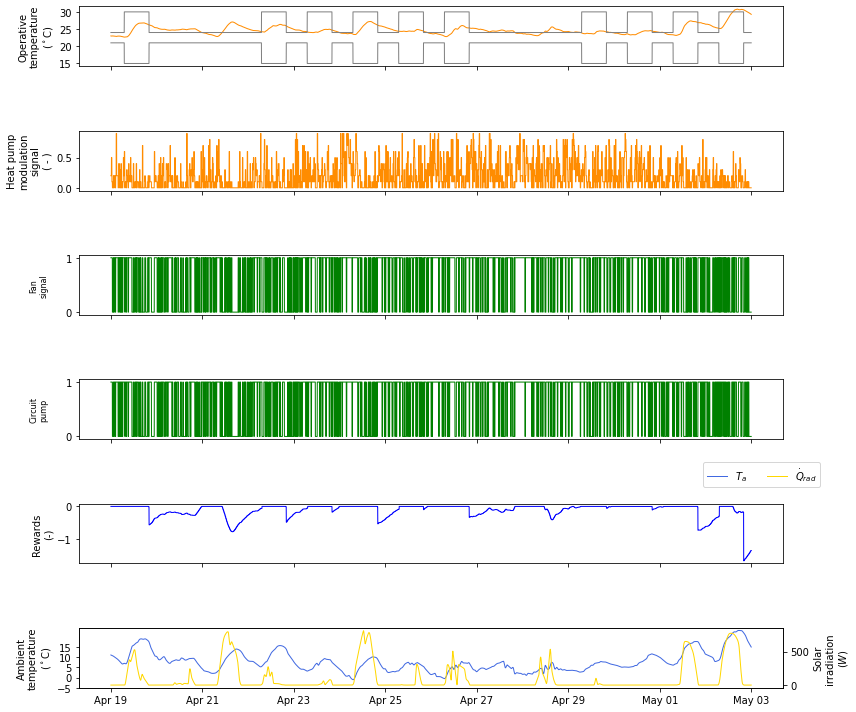 Operative
temperature
(°C)
30
25
20
15
Heat pump
modulation
signal
( - )
0.5
0.0
Fan
signal
1
0
Circuit
pump
1
0
T_a
Q̇_rad
Rewards
(-)
0
−1
Ambient
temperature
(°C)
15
10
5
0
−5
500
0
Solar
irradiation
(W)
Apr 19 Apr 21 Apr 23 Apr 25 Apr 27 Apr 29 May 01 May 03